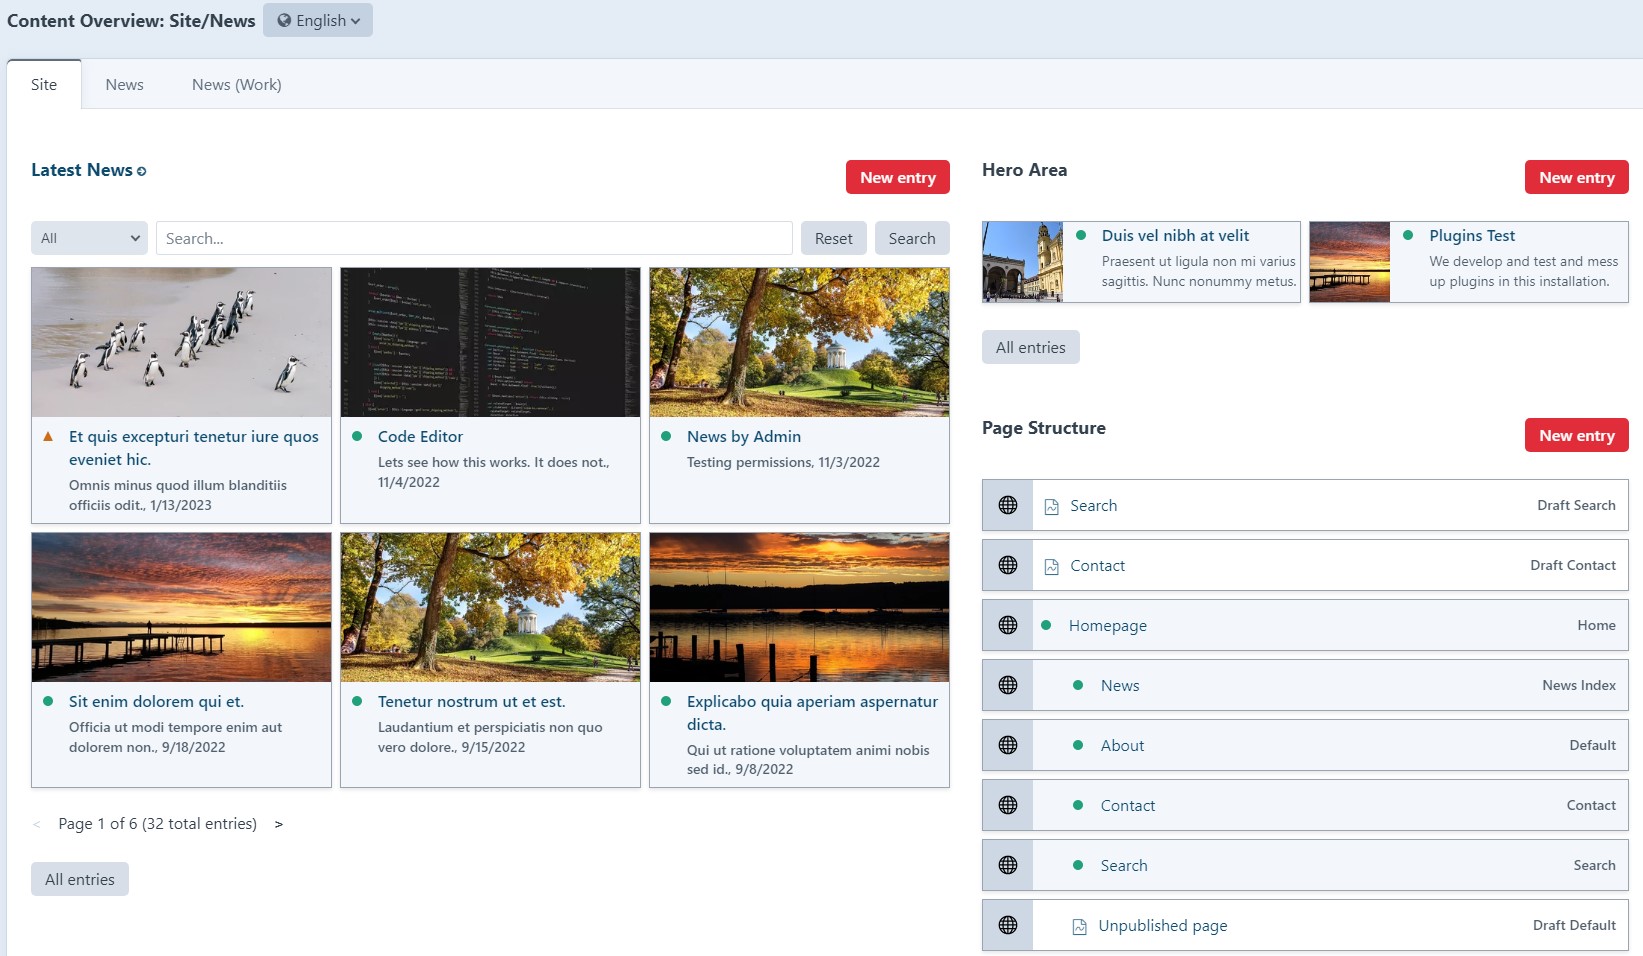 Content Overview: Site/News
English
Site
News
News (Work)
Latest News
New entry
All
Search...
Reset
Search
Et quis excepturi tenetur iure quos
eveniet hic.
Omnis minus quod illum blanditiis
officiis odit., 1/13/2023
Code Editor
Lets see how this works. It does not.,
11/4/2022
News by Admin
Testing permissions, 11/3/2022
Sit enim dolorem qui et.
Officia ut modi tempore enim aut
dolorem non., 9/18/2022
Tenetur nostrum ut et est.
Laudantium et perspiciatis non quo
vero dolore., 9/15/2022
Explicabo quia aperiam aspernatur
dicta.
Qui ut ratione voluptatem animi nobis
sed id., 9/8/2022
< Page 1 of 6 (32 total entries) >
All entries
Hero Area
New entry
Duis vel nibh at velit
Praesent ut ligula non mi varius
sagittis. Nunc nonummy metus.
Plugins Test
We develop and test and mess
up plugins in this installation.
All entries
Page Structure
New entry
Search
Draft Search
Contact
Draft Contact
Homepage
Home
News
News Index
About
Default
Contact
Contact
Search
Search
Unpublished page
Draft Default